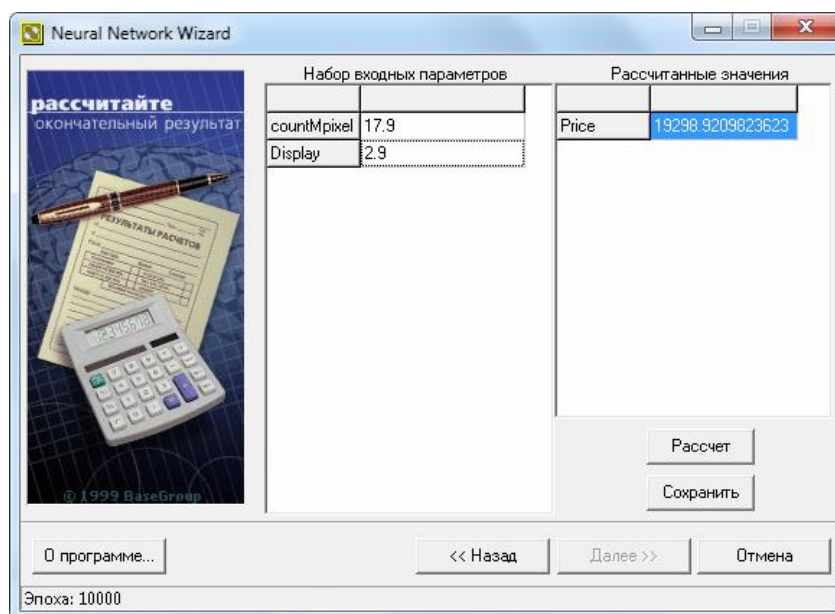 Neural Network Wizard
рассчитайте
окончательный результат
РЕЗУЛЬТАТЫ РАСЧЕТОВ
12345678
© 1999 BaseGroup
Набор входных параметров
countMpixel 17.9
Display 2.9
Рассчитанные значения
Price 19298.9209823623
Рассчет
Сохранить
О программе...
<< Назад
Далее >>
Отмена
Эпоха: 10000